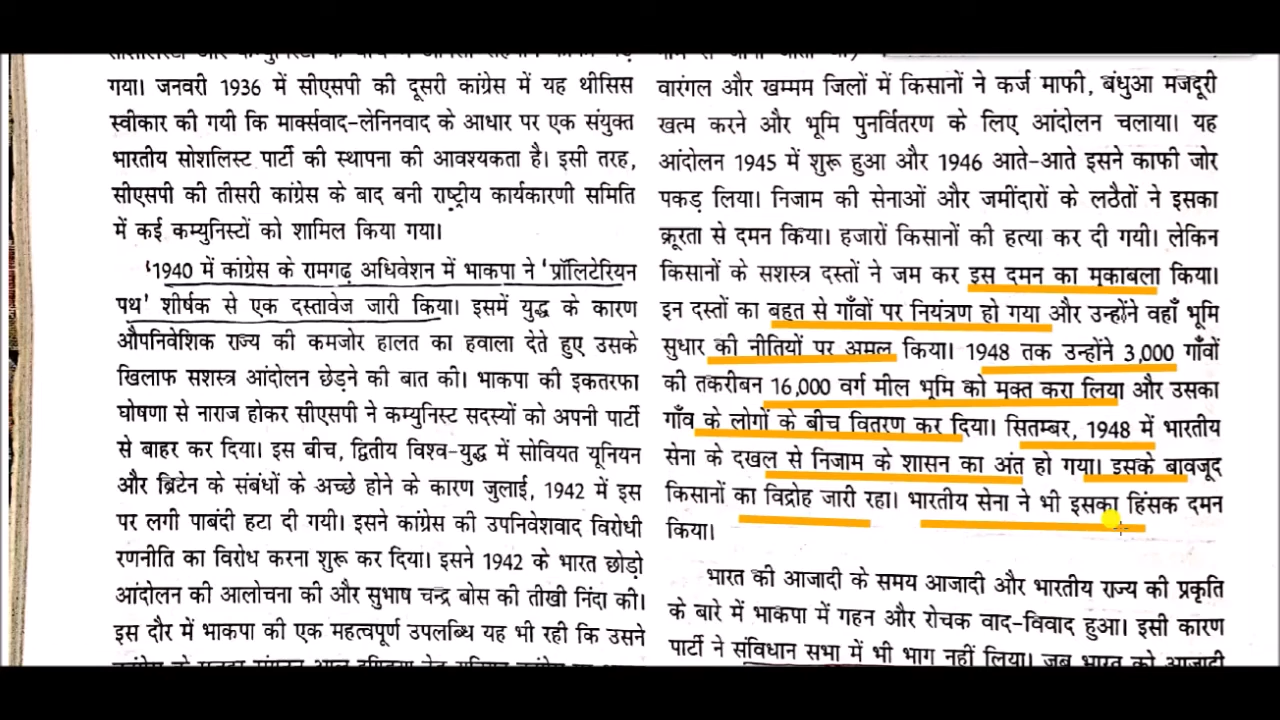 गया। जनवरी 1936 में सीएसपी की दूसरी कांग्रेस में यह थीसिस
स्वीकार की गयी कि मार्क्सवाद-लेनिनवाद के आधार पर एक संयुक्त
भारतीय सोशलिस्ट पार्टी की स्थापना की आवश्यकता है। इसी तरह,
सीएसपी की तीसरी कांग्रेस के बाद बनी राष्ट्रीय कार्यकारणी समिति
में कई कम्युनिस्टों को शामिल किया गया।
'1940 में कांग्रेस के रामगढ़ अधिवेशन में भाकपा ने 'प्रॉलिटेरियन
पथ' शीर्षक से एक दस्तावेज जारी किया। इसमें युद्ध के कारण
औपनिवेशिक राज्य की कमजोर हालत का हवाला देते हुए उसके
खिलाफ सशस्त्र आंदोलन छेड़ने की बात की। भाकपा की इकतरफा
घोषणा से नाराज होकर सीएसपी ने कम्युनिस्ट सदस्यों को अपनी पार्टी
से बाहर कर दिया। इस बीच, द्वितीय विश्व-युद्ध में सोवियत यूनियन
और ब्रिटेन के संबंधों के अच्छे होने के कारण जुलाई, 1942 में इस
पर लगी पाबंदी हटा दी गयी। इसने कांग्रेस की उपनिवेशवाद विरोधी
रणनीति का विरोध करना शुरू कर दिया। इसने 1942 के भारत छोड़ो
आंदोलन की आलोचना की और सुभाष चन्द्र बोस की तीखी निंदा की।
इस दौर में भाकपा की एक महत्वपूर्ण उपलब्धि यह भी रही कि उसने
वारंगल और खम्मम जिलों में किसानों ने कर्ज माफी, बंधुआ मजदूरी
खत्म करने और भूमि पुनर्वितरण के लिए आंदोलन चलाया। यह
आंदोलन 1945 में शुरू हुआ और 1946 आते-आते इसने काफी जोर
पकड़ लिया। निजाम की सेनाओं और जमींदारों के लठैतों ने इसका
क्रूरता से दमन किया। हजारों किसानों की हत्या कर दी गयी। लेकिन
किसानों के सशस्त्र दस्तों ने जम कर इस दमन का मुकाबला किया।
इन दस्तों का बहुत से गाँवों पर नियंत्रण हो गया और उन्होंने वहाँ भूमि
सुधार की नीतियों पर अमल किया। 1948 तक उन्होंने 3,000 गाँवों
की तकरीबन 16,000 वर्ग मील भूमि को मुक्त करा लिया और उसका
गाँव के लोगों के बीच वितरण कर दिया। सितम्बर, 1948 में भारतीय
सेना के दखल से निजाम के शासन का अंत हो गया। इसके बावजूद
किसानों का विद्रोह जारी रहा। भारतीय सेना ने भी इसका हिंसक दमन
किया।
भारत की आजादी के समय आजादी और भारतीय राज्य की प्रकृति
के बारे में भाकपा में गहन और रोचक वाद-विवाद हुआ। इसी कारण
पार्टी ने संविधान सभा में भी भाग नहीं लिया। जब भारत को आजादी